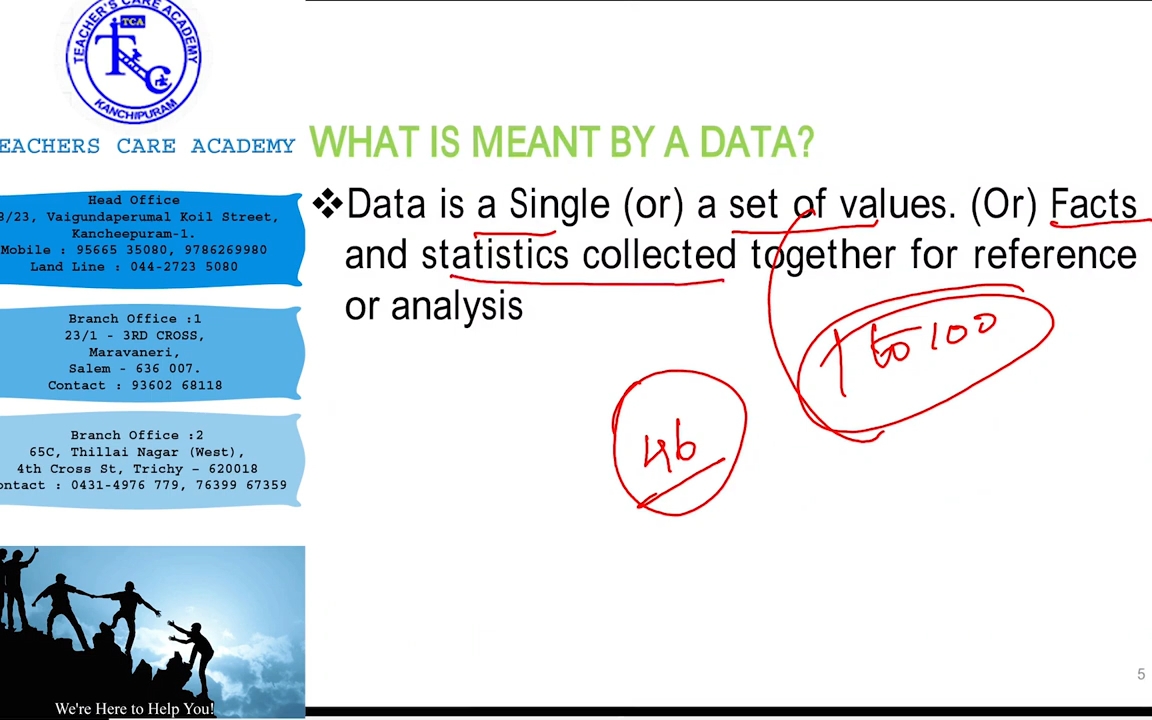 TEACHER'S CARE ACADEMY
TCA
KANCHIPURAM
EACHERS CARE ACADEMY
Head Office
3/23, Vaigundaperumal Koil Street,
Kancheepuram-1.
Mobile : 95665 35080, 9786269980
Land Line : 044-2723 5080
Branch Office :1
23/1 - 3RD CROSS,
Maravaneri,
Salem - 636 007.
Contact : 93602 68118
Branch Office :2
65C, Thillai Nagar (West),
4th Cross St, Trichy – 620018
ontact : 0431-4976 779, 76399 67359
We're Here to Help You!
WHAT IS MEANT BY A DATA?
❖Data is a Single (or) a set of values. (Or) Facts
and statistics collected together for reference
or analysis
1 to 100
46
5